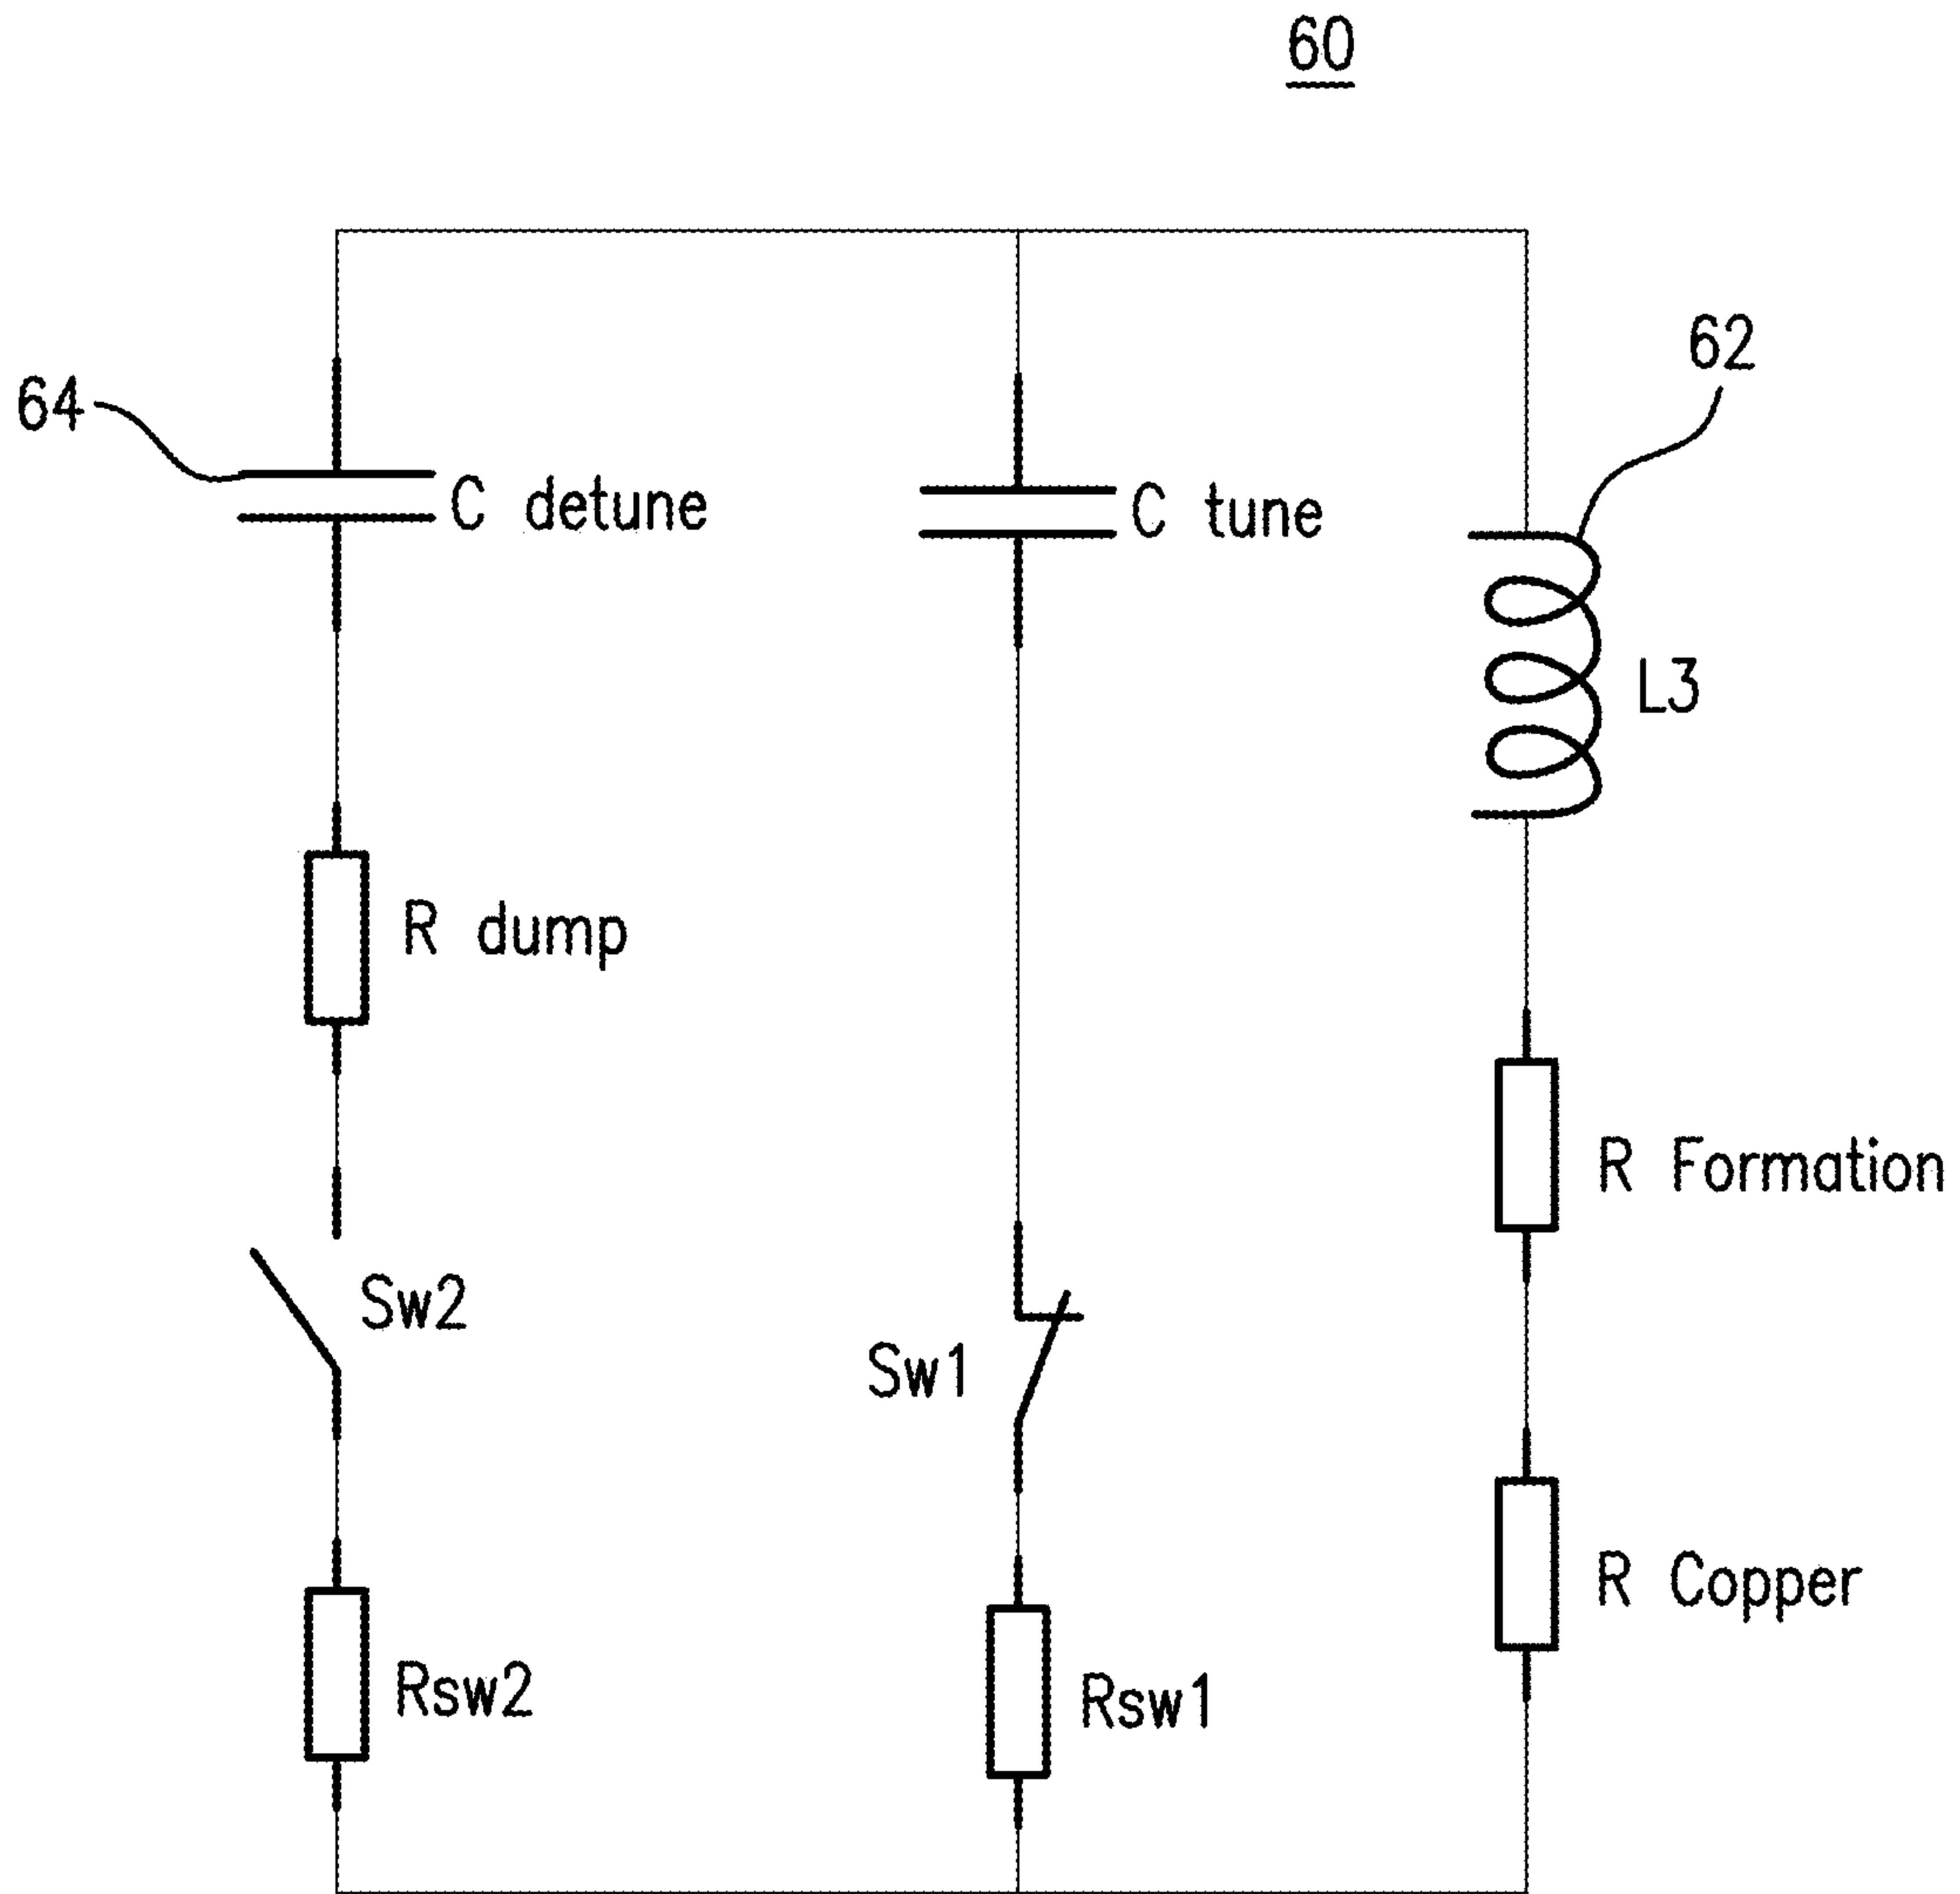 60
62
64
C detune
C tune
L3
R dump
R Formation
Sw2
Sw1
R Copper
Rsw2
Rsw1